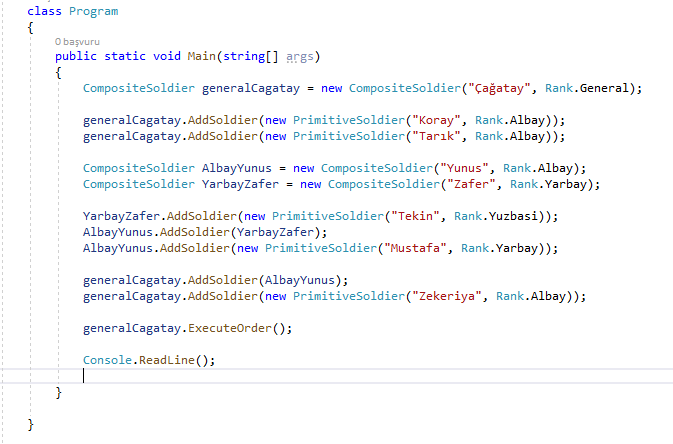 class Program
{
0 başvuru
public static void Main(string[] args)
{
CompositeSoldier generalCagatay = new CompositeSoldier("Çağatay", Rank.General);
generalCagatay.AddSoldier(new PrimitiveSoldier("Koray", Rank.Albay));
generalCagatay.AddSoldier(new PrimitiveSoldier("Tarık", Rank.Albay));
CompositeSoldier AlbayYunus = new CompositeSoldier("Yunus", Rank.Albay);
CompositeSoldier YarbayZafer = new CompositeSoldier("Zafer", Rank.Yarbay);
YarbayZafer.AddSoldier(new PrimitiveSoldier("Tekin", Rank.Yuzbasi));
AlbayYunus.AddSoldier(YarbayZafer);
AlbayYunus.AddSoldier(new PrimitiveSoldier("Mustafa", Rank.Yarbay));
generalCagatay.AddSoldier(AlbayYunus);
generalCagatay.AddSoldier(new PrimitiveSoldier("Zekeriya", Rank.Albay));
generalCagatay.ExecuteOrder();
Console.ReadLine();
}
}